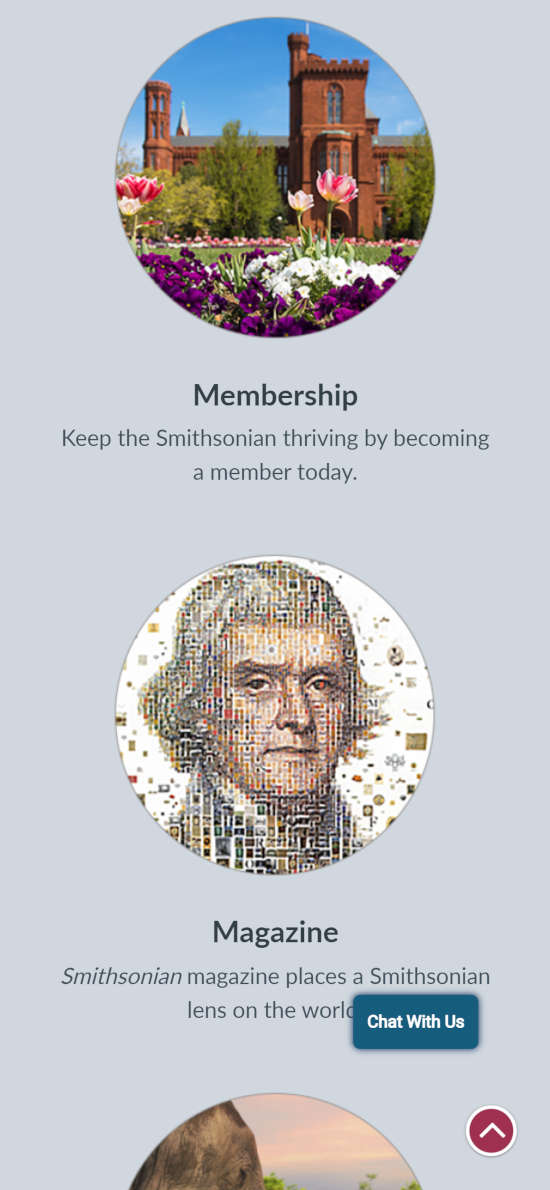 Membership
Keep the Smithsonian thriving by becoming
a member today.
Magazine
Smithsonian magazine places a Smithsonian
lens on the world
Chat With Us